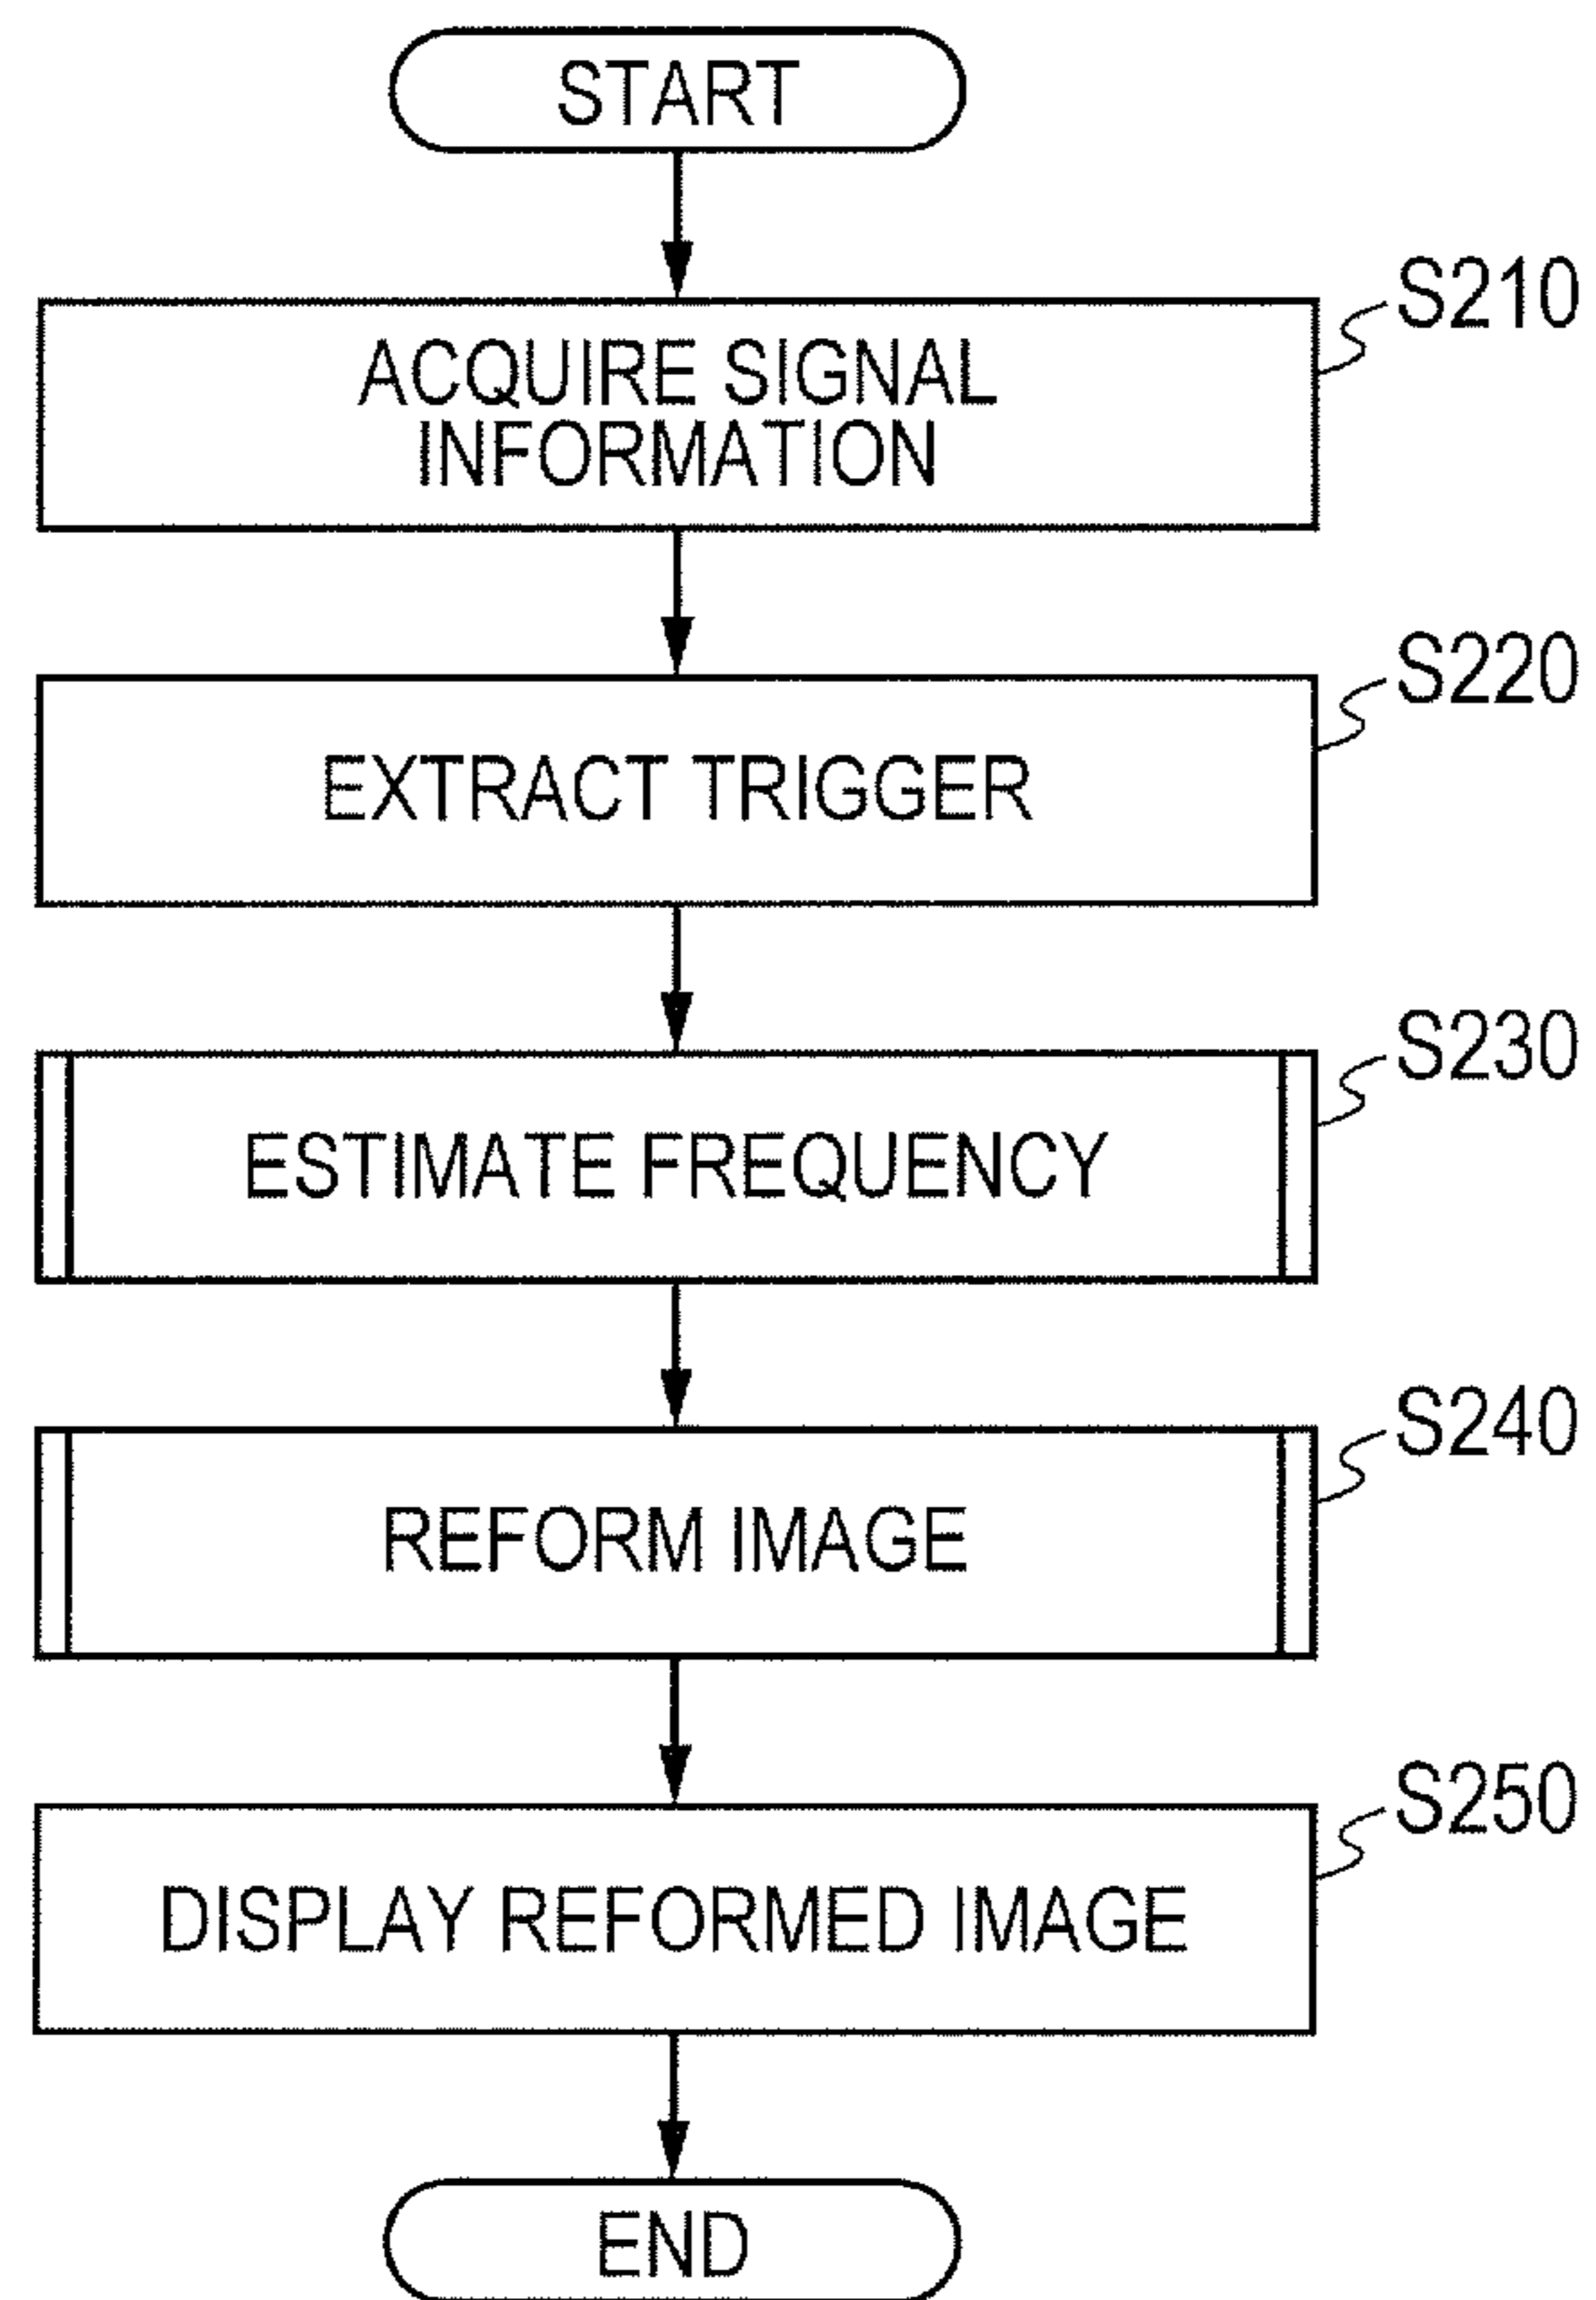 START
S210
ACQUIRE SIGNAL
INFORMATION
S220
EXTRACT TRIGGER
S230
ESTIMATE FREQUENCY
S240
REFORM IMAGE
S250
DISPLAY REFORMED IMAGE
END